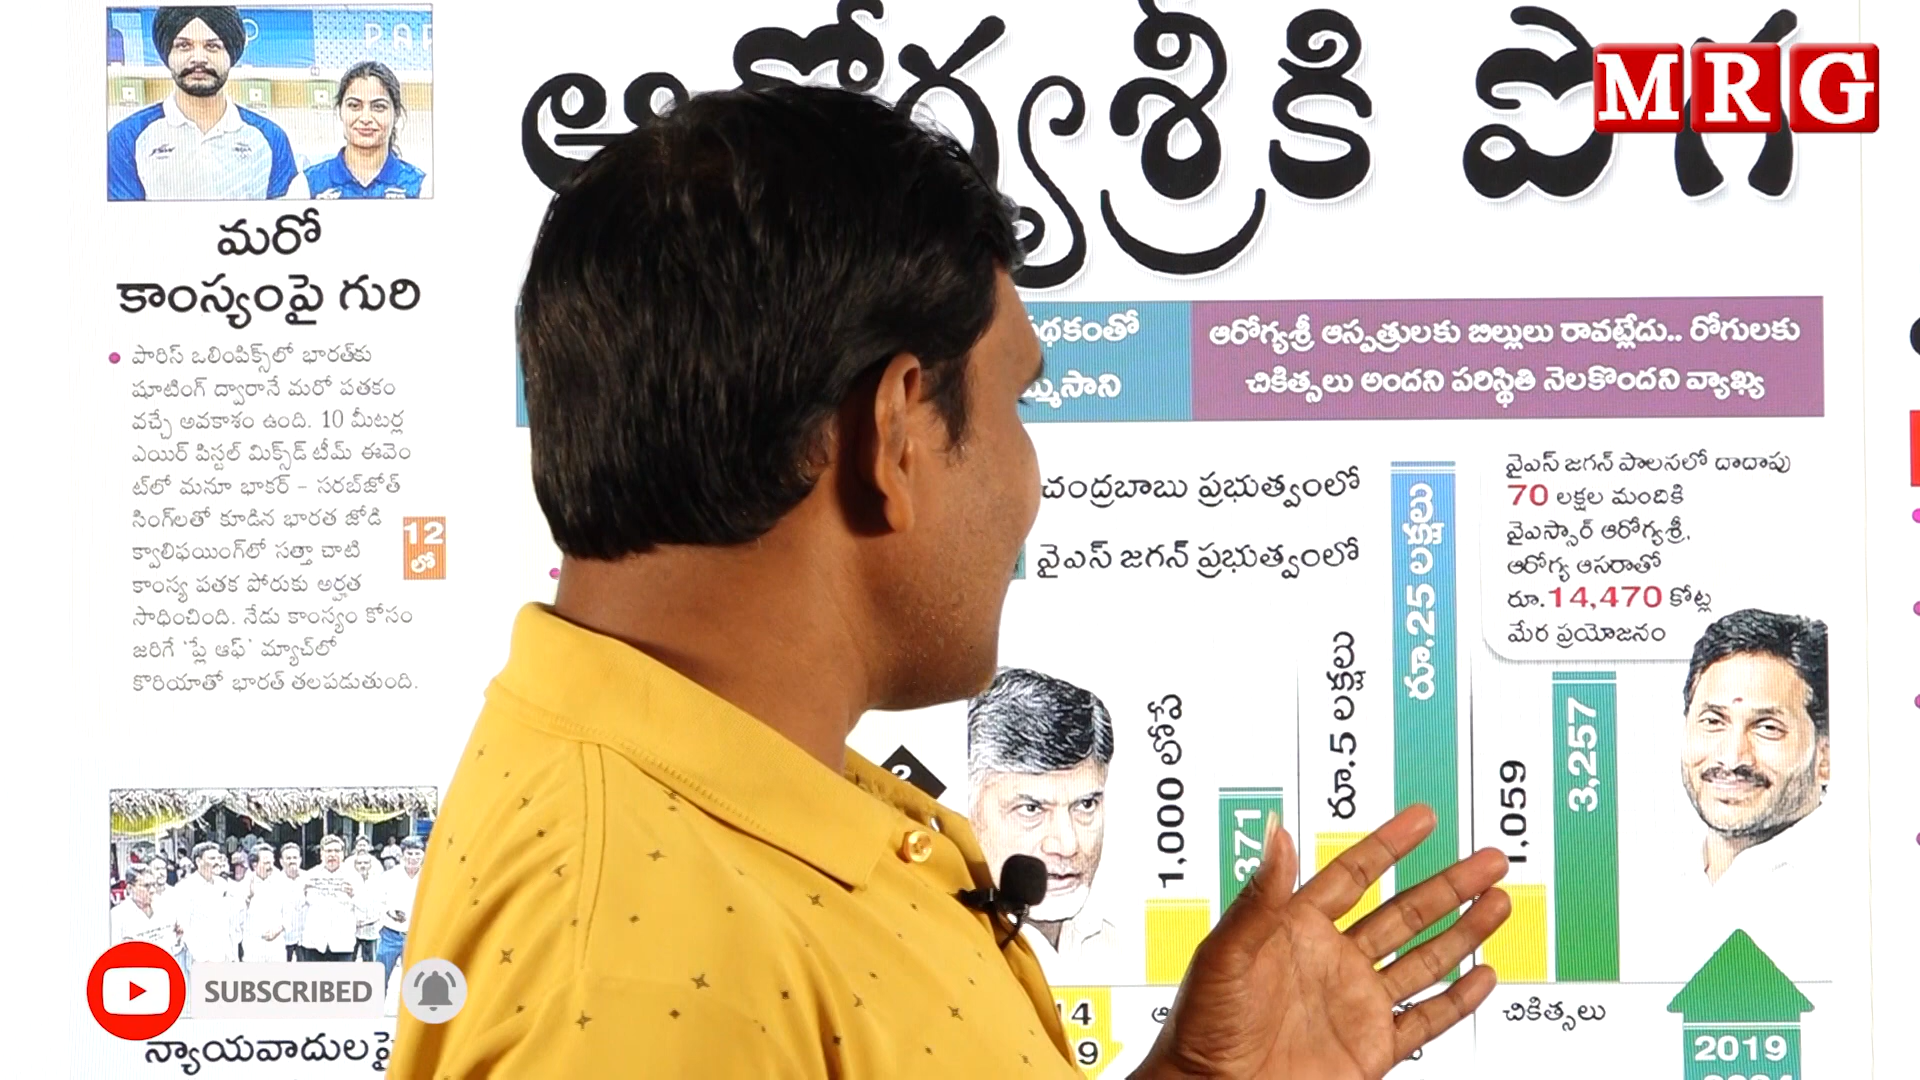 PAR
మరో
కాంస్యంపై గురి
పారిస్ ఒలింపిక్స్‌లో భారత్‌కు
షూటింగ్ ద్వారానే మరో పతకం
వచ్చే అవకాశం ఉంది. 10 మీటర్ల
ఎయిర్ పిస్టల్ మిక్స్‌డ్ టీమ్ ఈవెం
ట్‌లో మనూ భాకర్ – సరబ్‌జోత్
సింగ్‌లతో కూడిన భారత జోడి
క్వాలిఫయింగ్‌లో సత్తా చాటి
కాంస్య పతక పోరుకు అర్హత
సాధించింది. నేడు కాంస్యం కోసం
జరిగే ‘ప్లే ఆఫ్’ మ్యాచ్‌లో
కొరియాతో భారత్ తలపడుతుంది.
12
లో
SUBSCRIBED
న్యాయవాదులపై
ఆరోగ్యశ్రీకి పొగ
MRG
ఆరోగ్యశ్రీ ఆస్పత్రులకు బిల్లులు రావట్లేదు.. రోగులకు
చికిత్సలు అందని పరిస్థితి నెలకొందని వ్యాఖ్య
చంద్రబాబు ప్రభుత్వంలో
వైఎస్ జగన్ ప్రభుత్వంలో
1,000 లోపే
371
రూ.5 లక్షలు
రూ.25 లక్షలు
1,059
3,257
చికిత్సలు
వైఎస్ జగన్ పాలనలో దాదాపు
70 లక్షల మందికి
వైఎస్సార్ ఆరోగ్యశ్రీ,
ఆరోగ్య ఆసరాతో
రూ.14,470 కోట్ల
మేర ప్రయోజనం
2019